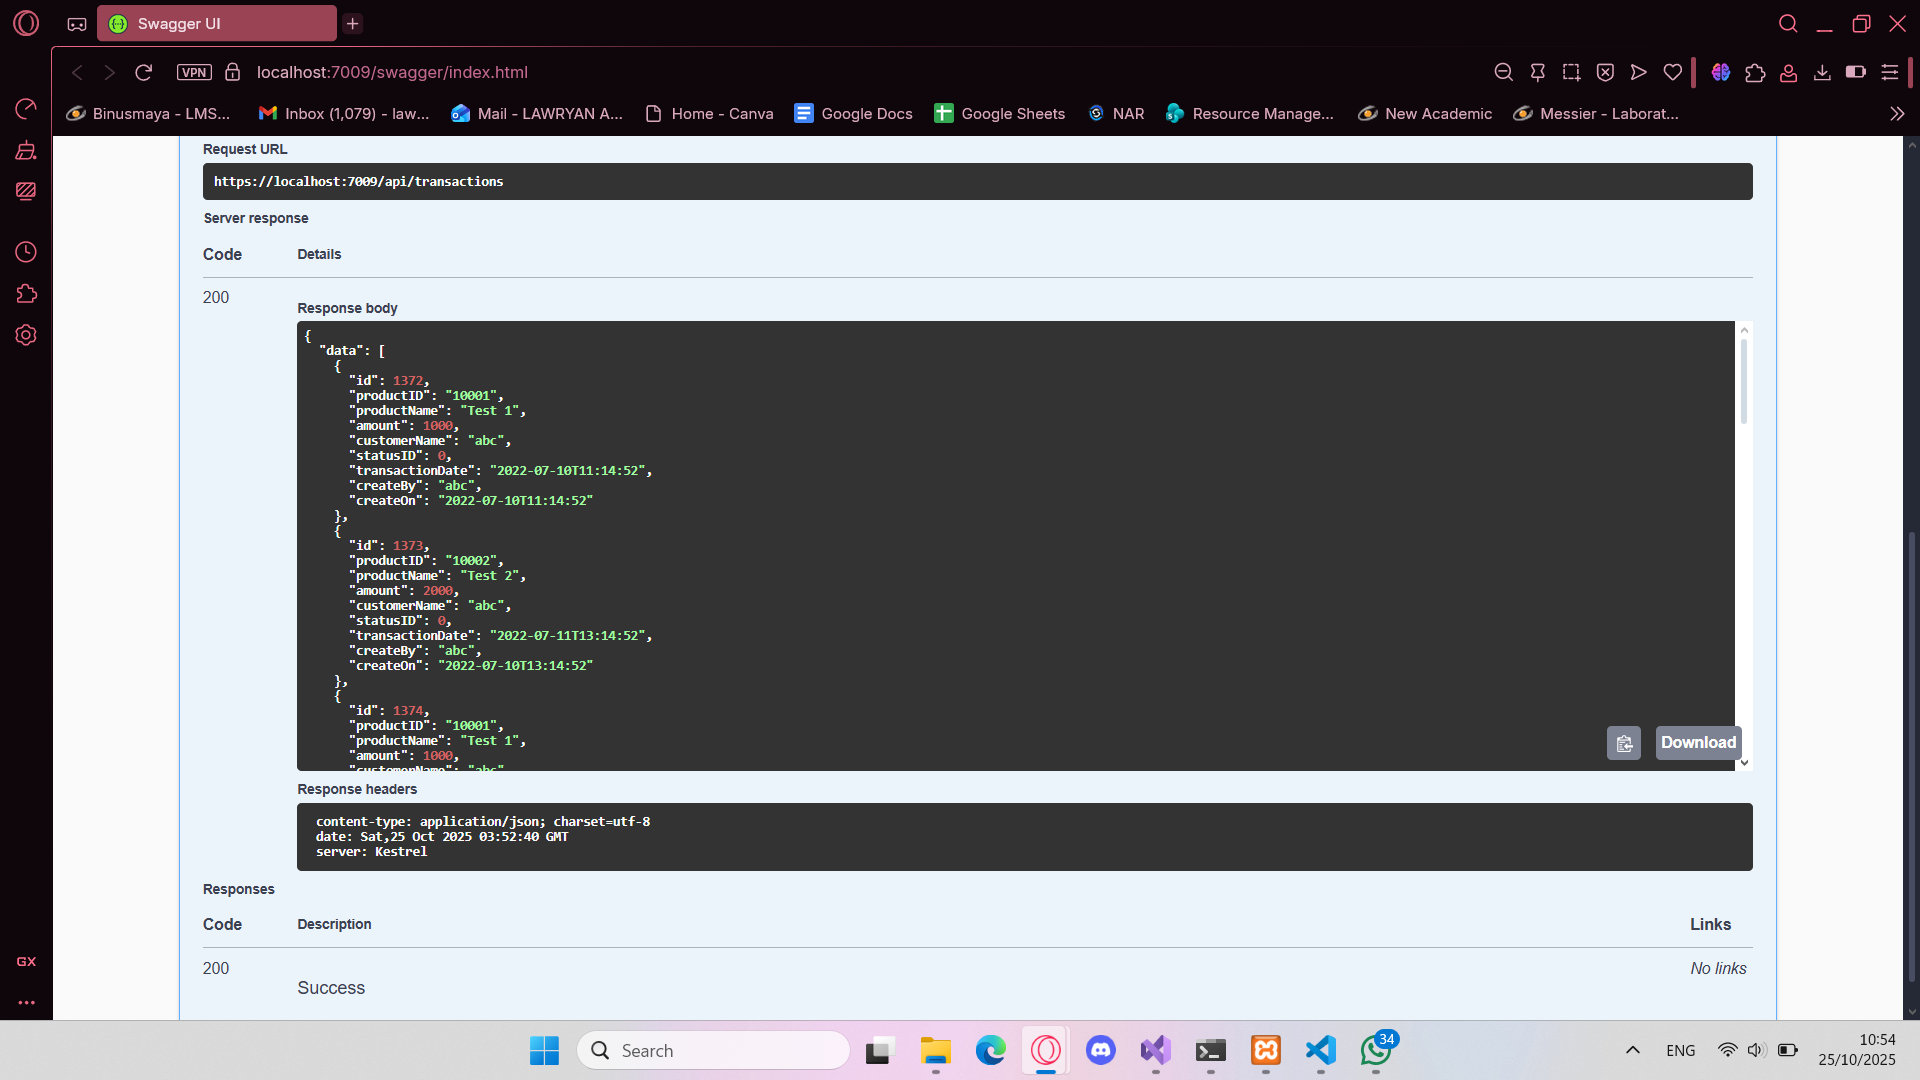 Swagger UI
VPN
localhost:7009/swagger/index.html
Binusmaya - LMS...
Inbox (1,079) - law...
Mail - LAWRYAN A...
Home - Canva
Google Docs
Google Sheets
NAR
Resource Manage...
New Academic
Messier - Laborat...
Request URL
https://localhost:7009/api/transactions
Server response
Code Details
200
Response body
{
"data": [
{
"id": 1372,
"productID": "10001",
"productName": "Test 1",
"amount": 1000,
"customerName": "abc",
"statusID": 0,
"transactionDate": "2022-07-10T11:14:52",
"createBy": "abc",
"createOn": "2022-07-10T11:14:52"
},
{
"id": 1373,
"productID": "10002",
"productName": "Test 2",
"amount": 2000,
"customerName": "abc",
"statusID": 0,
"transactionDate": "2022-07-11T13:14:52",
"createBy": "abc",
"createOn": "2022-07-10T13:14:52"
},
{
"id": 1374,
"productID": "10001",
"productName": "Test 1",
"amount": 1000,
"customerName": "abc"
Download
Response headers
content-type: application/json; charset=utf-8
date: Sat,25 Oct 2025 03:52:40 GMT
server: Kestrel
Responses
Code Description Links
200
Success
No links
GX
Search
34
ENG
10:54
25/10/2025